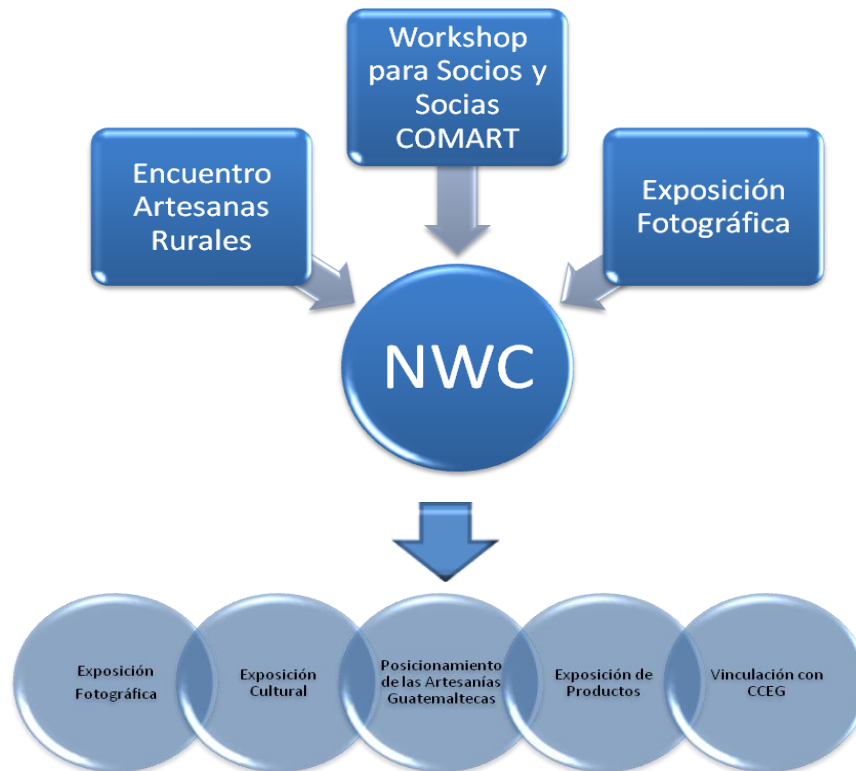 Workshop
para Socios y
Socias
COMART
Encuentro
Artesanas
Rurales
Exposición
Fotográfica
NWC
Exposición
Fotográfica
Exposición
Cultural
Posicionamiento
de las Artesanías
Guatemaltecas
Exposición de
Productos
Vinculación con
CCEG